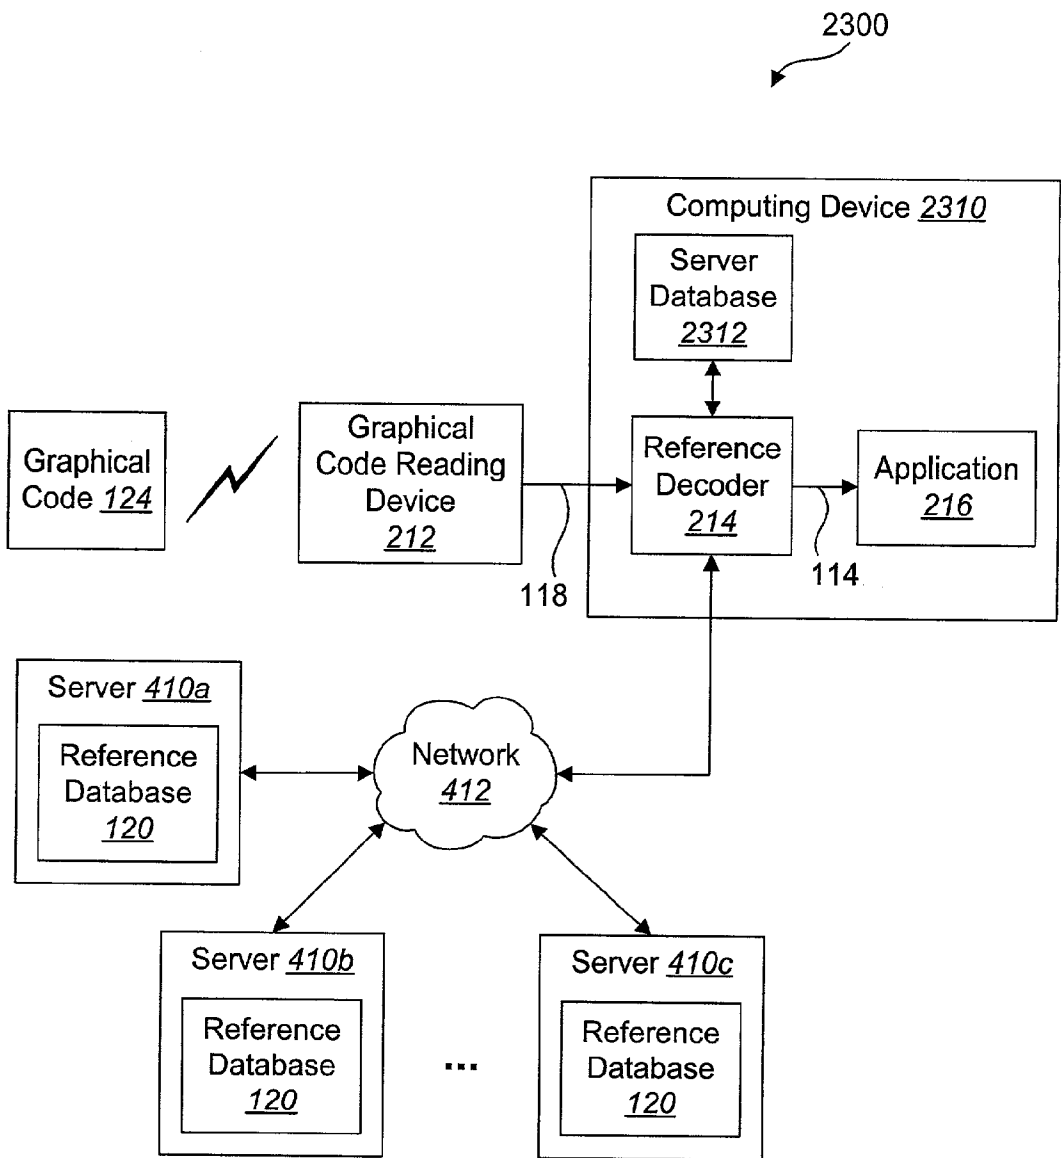 2300
Computing Device 2310
Server
Database
2312
Graphical
Code 124
Graphical
Code Reading
Device
212
Reference
Decoder
214
Application
216
118
114
Server 410a
Reference
Database
120
Network
412
Server 410b
Reference
Database
120
...
Server 410c
Reference
Database
120